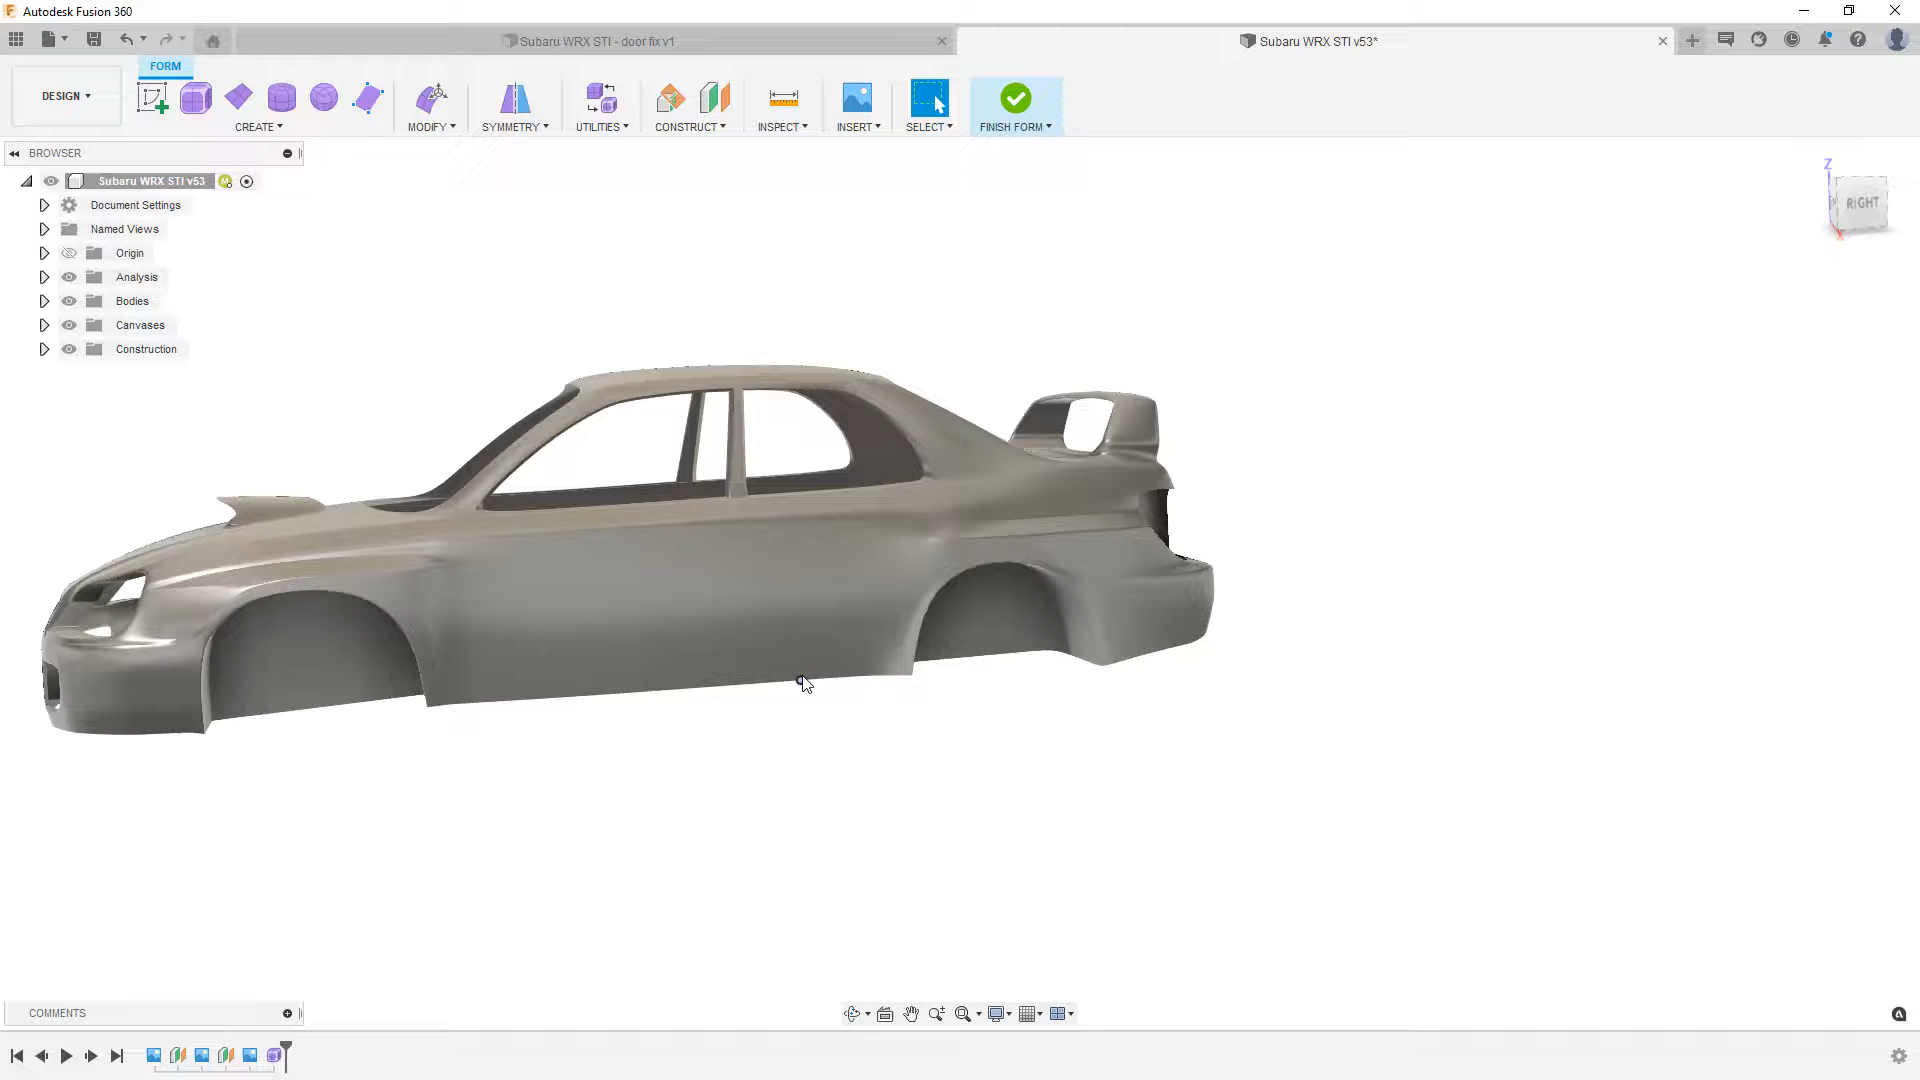 Autodesk Fusion 360
Subaru WRX STI - door fix v1
Subaru WRX STI v53*
DESIGN
FORM
CREATE
MODIFY
SYMMETRY
UTILITIES
CONSTRUCT
INSPECT
INSERT
SELECT
FINISH FORM
BROWSER
Subaru WRX STI v53
Document Settings
Named Views
Origin
Analysis
Bodies
Canvases
Construction
Z
RIGHT
X
COMMENTS